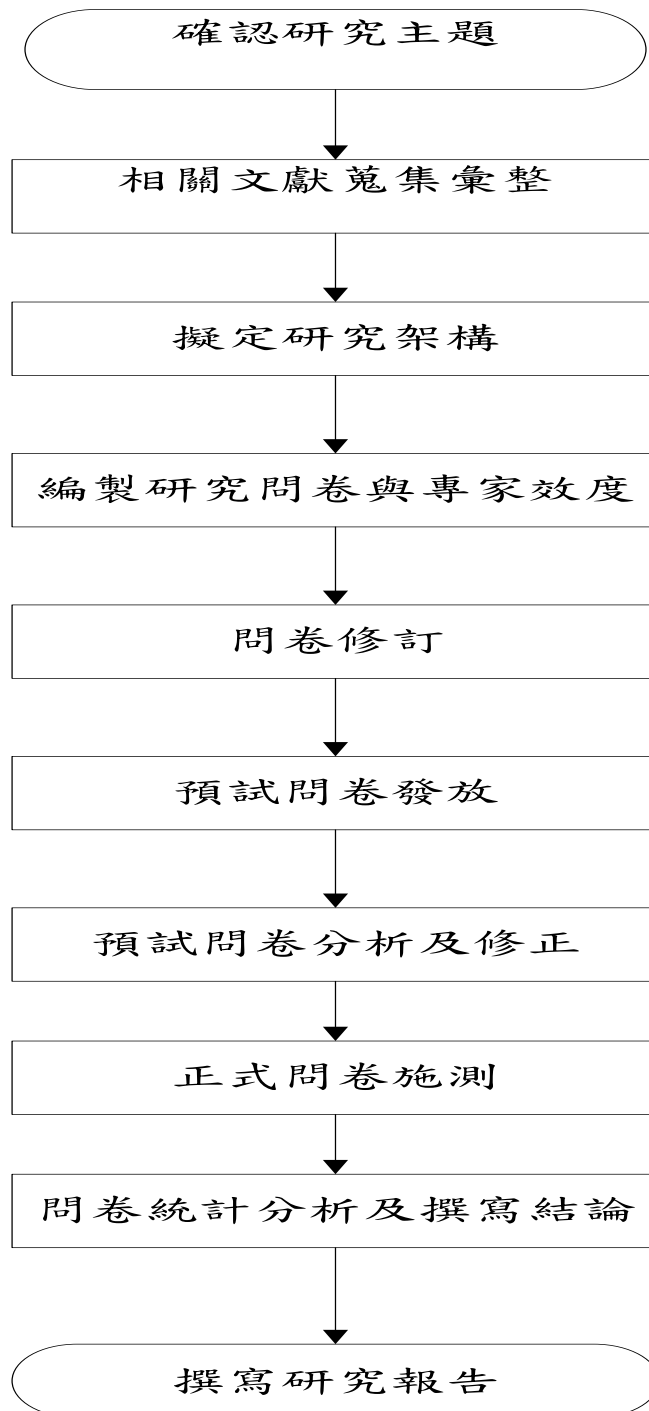 確認研究主題
相關文獻蒐集彙整
擬定研究架構
編製研究問卷與專家效度
問卷修訂
預試問卷發放
預試問卷分析及修正
正式問卷施測
問卷統計分析及撰寫結論
撰寫研究報告